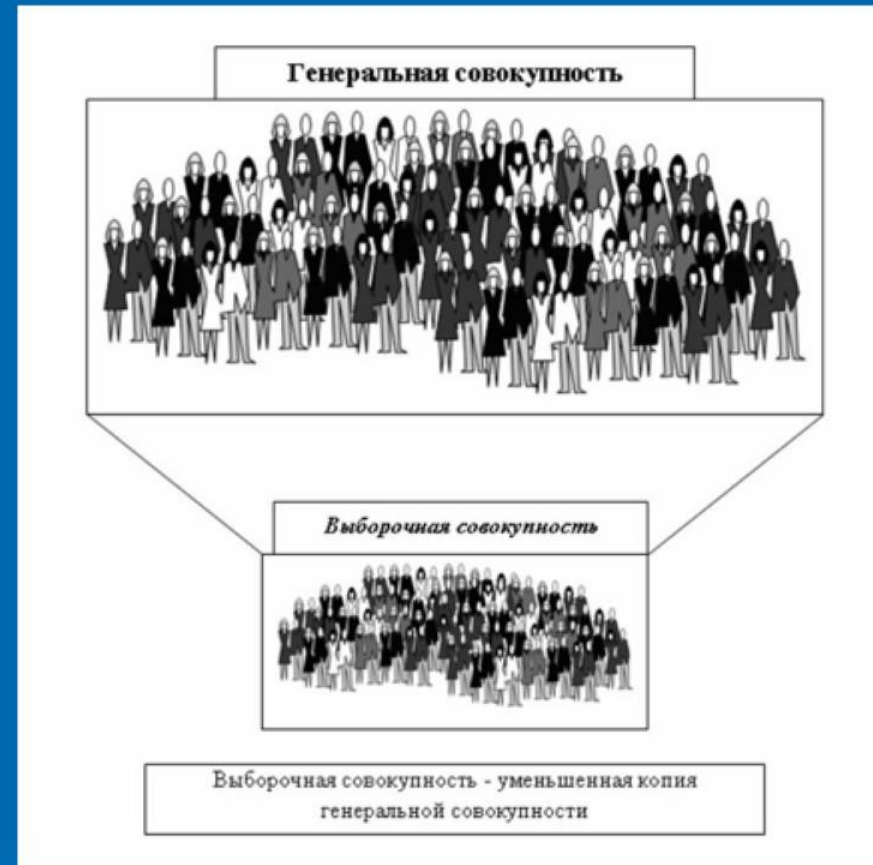 Генеральная совокупность
Выборочная совокупность
Выборочная совокупность - уменьшенная копия
генеральной совокупности